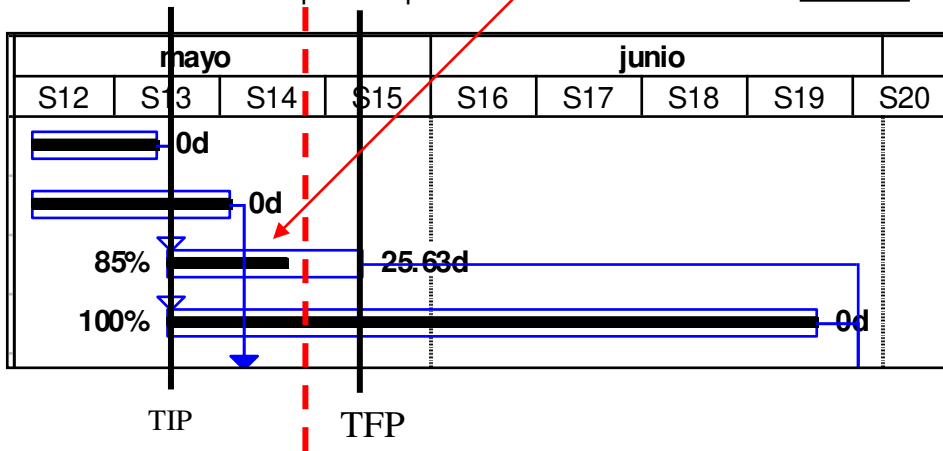 mayo junio
S12 S13 S14 S15 S16 S17 S18 S19 S20
0d
0d
85% 25.63d
100% 0d
TIP TFP